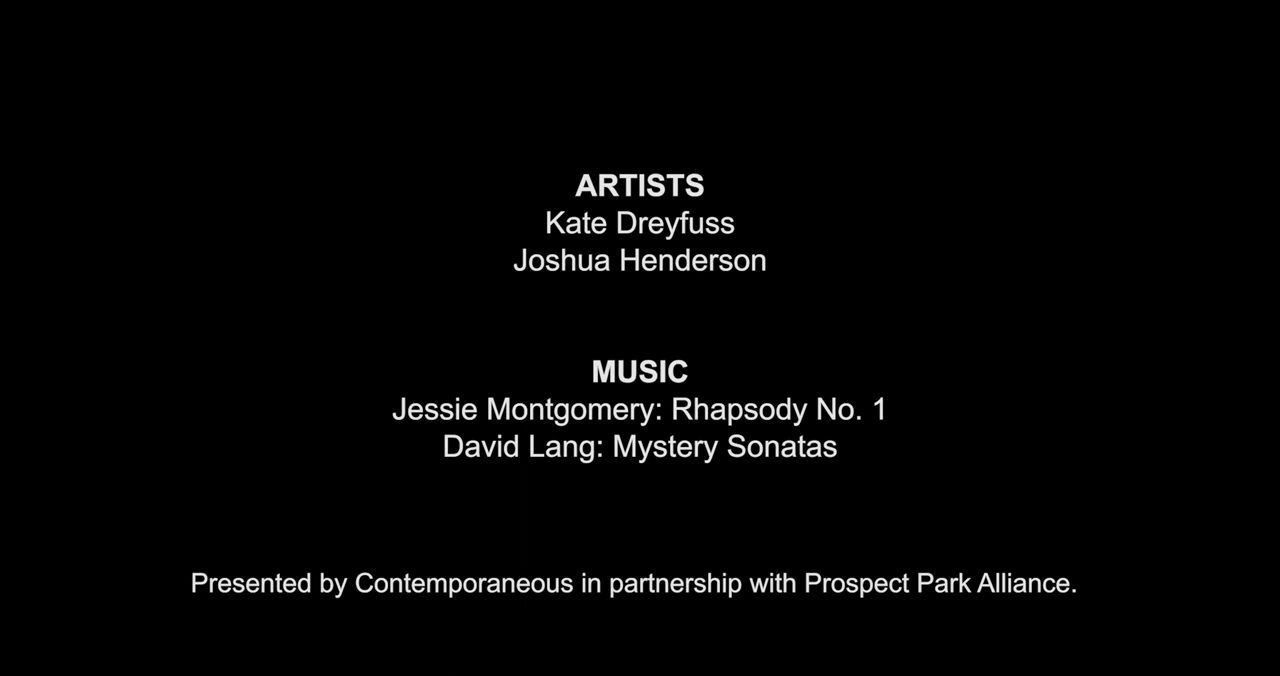 ARTISTS
Kate Dreyfuss
Joshua Henderson
MUSIC
Jessie Montgomery: Rhapsody No. 1
David Lang: Mystery Sonatas
Presented by Contemporaneous in partnership with Prospect Park Alliance.